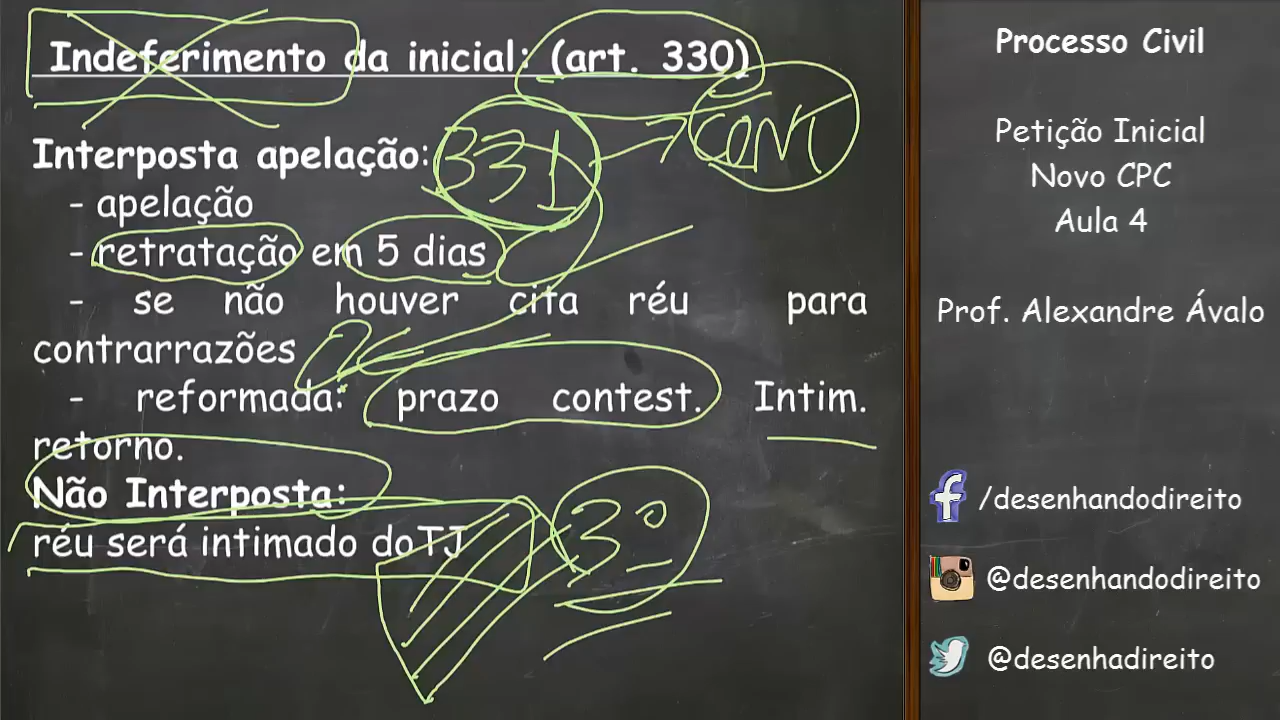 Indeferimento da inicial: (art. 330)
Interposta apelação: 331 CONT
- apelação
- retratação em 5 dias
- se não houver cita réu para
contrarrazões
- reformada: prazo contest. Intim.
retorno.
Não Interposta:
réu será intimado doTJ
3º
Processo Civil
Petição Inicial
Novo CPC
Aula 4
Prof. Alexandre Ávalo
/desenhandodireito
@desenhandodireito
@desenhadireito